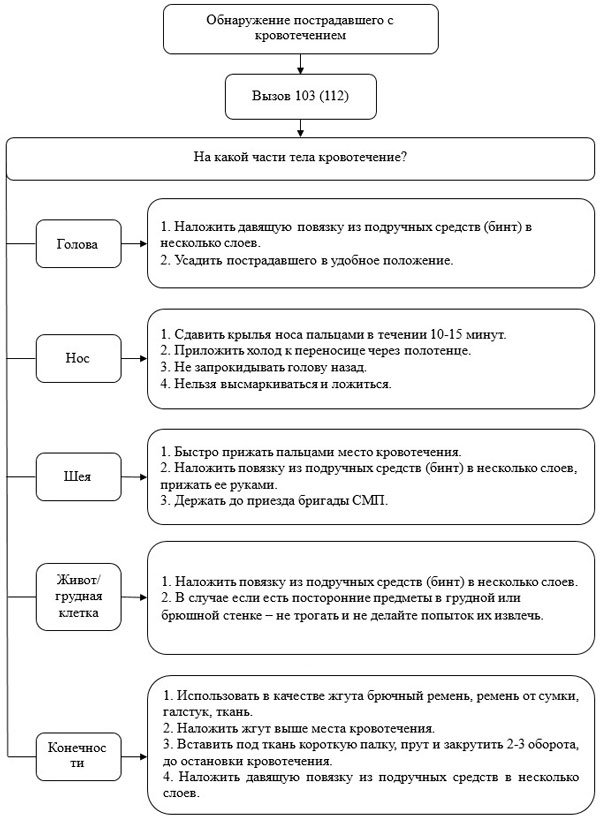 Обнаружение пострадавшего с
кровотечением
Вызов 103 (112)
На какой части тела кровотечение?
Голова
1. Наложить давящую повязку из подручных средств (бинт) в
несколько слоев.
2. Усадить пострадавшего в удобное положение.
Нос
1. Сдавить крылья носа пальцами в течении 10-15 минут.
2. Приложить холод к переносице через полотенце.
3. Не запрокидывать голову назад.
4. Нельзя высмаркиваться и ложиться.
Шея
1. Быстро прижать пальцами место кровотечения.
2. Наложить повязку из подручных средств (бинт) в несколько слоев,
прижать ее руками.
3. Держать до приезда бригады СМП.
Живот/
грудная
клетка
1. Наложить повязку из подручных средств (бинт) в несколько слоев.
2. В случае если есть посторонние предметы в грудной или
брюшной стенке – не трогать и не делайте попыток их извлечь.
Конечнос
ти
1. Использовать в качестве жгута брючный ремень, ремень от сумки,
галстук, ткань.
2. Наложить жгут выше места кровотечения.
3. Вставить под ткань короткую палку, прут и закрутить 2-3 оборота,
до остановки кровотечения.
4. Наложить давящую повязку из подручных средств в несколько
слоев.